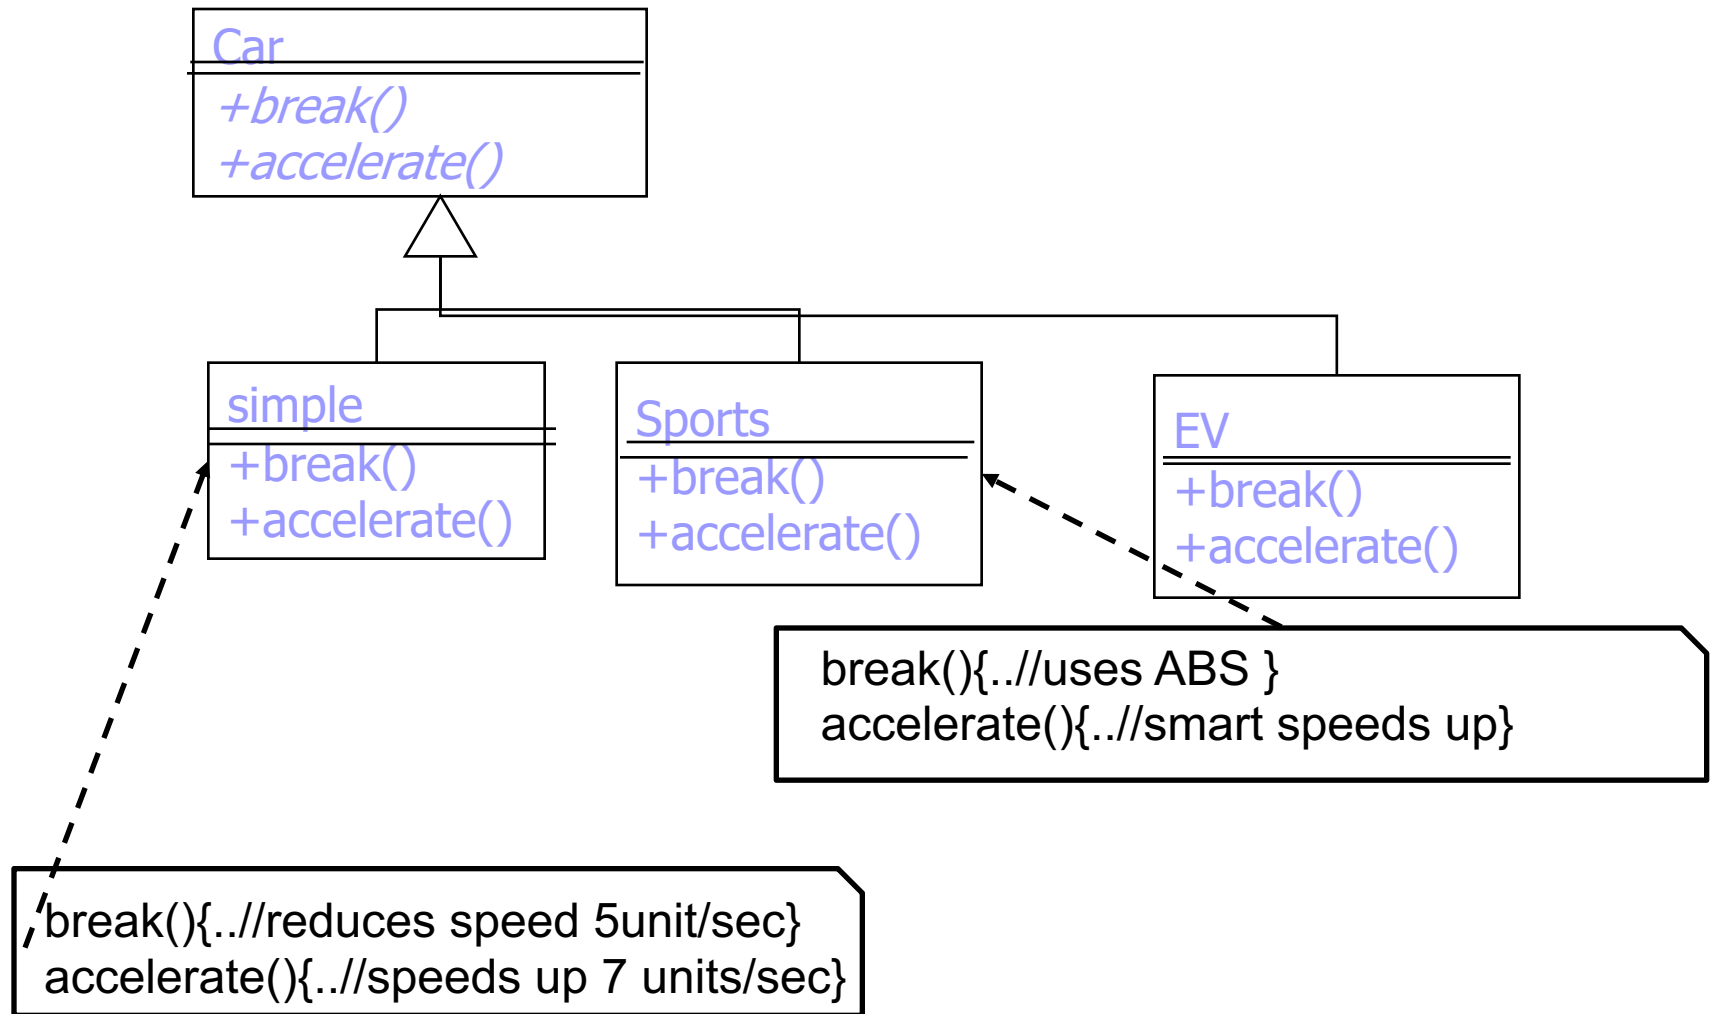 Car
+break()
+accelerate()
simple
+break()
+accelerate()
Sports
+break()
+accelerate()
EV
+break()
+accelerate()
break(){..//uses ABS }
accelerate(){..//smart speeds up}
break(){..//reduces speed 5unit/sec}
accelerate(){..//speeds up 7 units/sec}